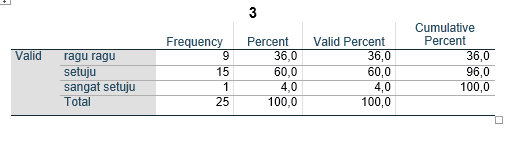 3
Frequency Percent Valid Percent Cumulative Percent
Valid ragu ragu 9 36,0 36,0 36,0
setuju 15 60,0 60,0 96,0
sangat setuju 1 4,0 4,0 100,0
Total 25 100,0 100,0